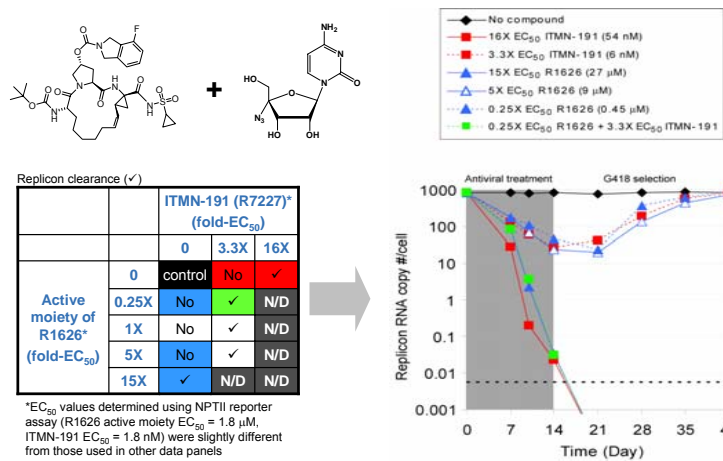 O
O
N
F
N
O
O
H
N
O
O
N
H
O
O
HN
O
O
S
O
+
NH2
N
N
O
HO
O
N3
HO
OH
No compound
16X EC50 ITMN-191 (54 nM)
3.3X EC50 ITMN-191 (6 nM)
15X EC50 R1626 (27 µM)
5X EC50 R1626 (9 µM)
0.25X EC50 R1626 (0.45 µM)
0.25X EC50 R1626 + 3.3X EC50 ITMN-191
Replicon clearance (✓)
ITMN-191 (R7227)*
(fold-EC50)
0 3.3X 16X
Active
moiety of
R1626*
(fold-EC50)
0 control No ✓
0.25X No ✓ N/D
1X No ✓ N/D
5X No ✓ N/D
15X ✓ N/D N/D
*EC50 values determined using NPTII reporter
assay (R1626 active moiety EC50 = 1.8 µM,
ITMN-191 EC50 = 1.8 nM) were slightly different
from those used in other data panels
Antiviral treatment G418 selection
Replicon RNA copy #/cell
1000
100
10
1
0.1
0.01
0.001
0 7 14 21 28 35
Time (Day)